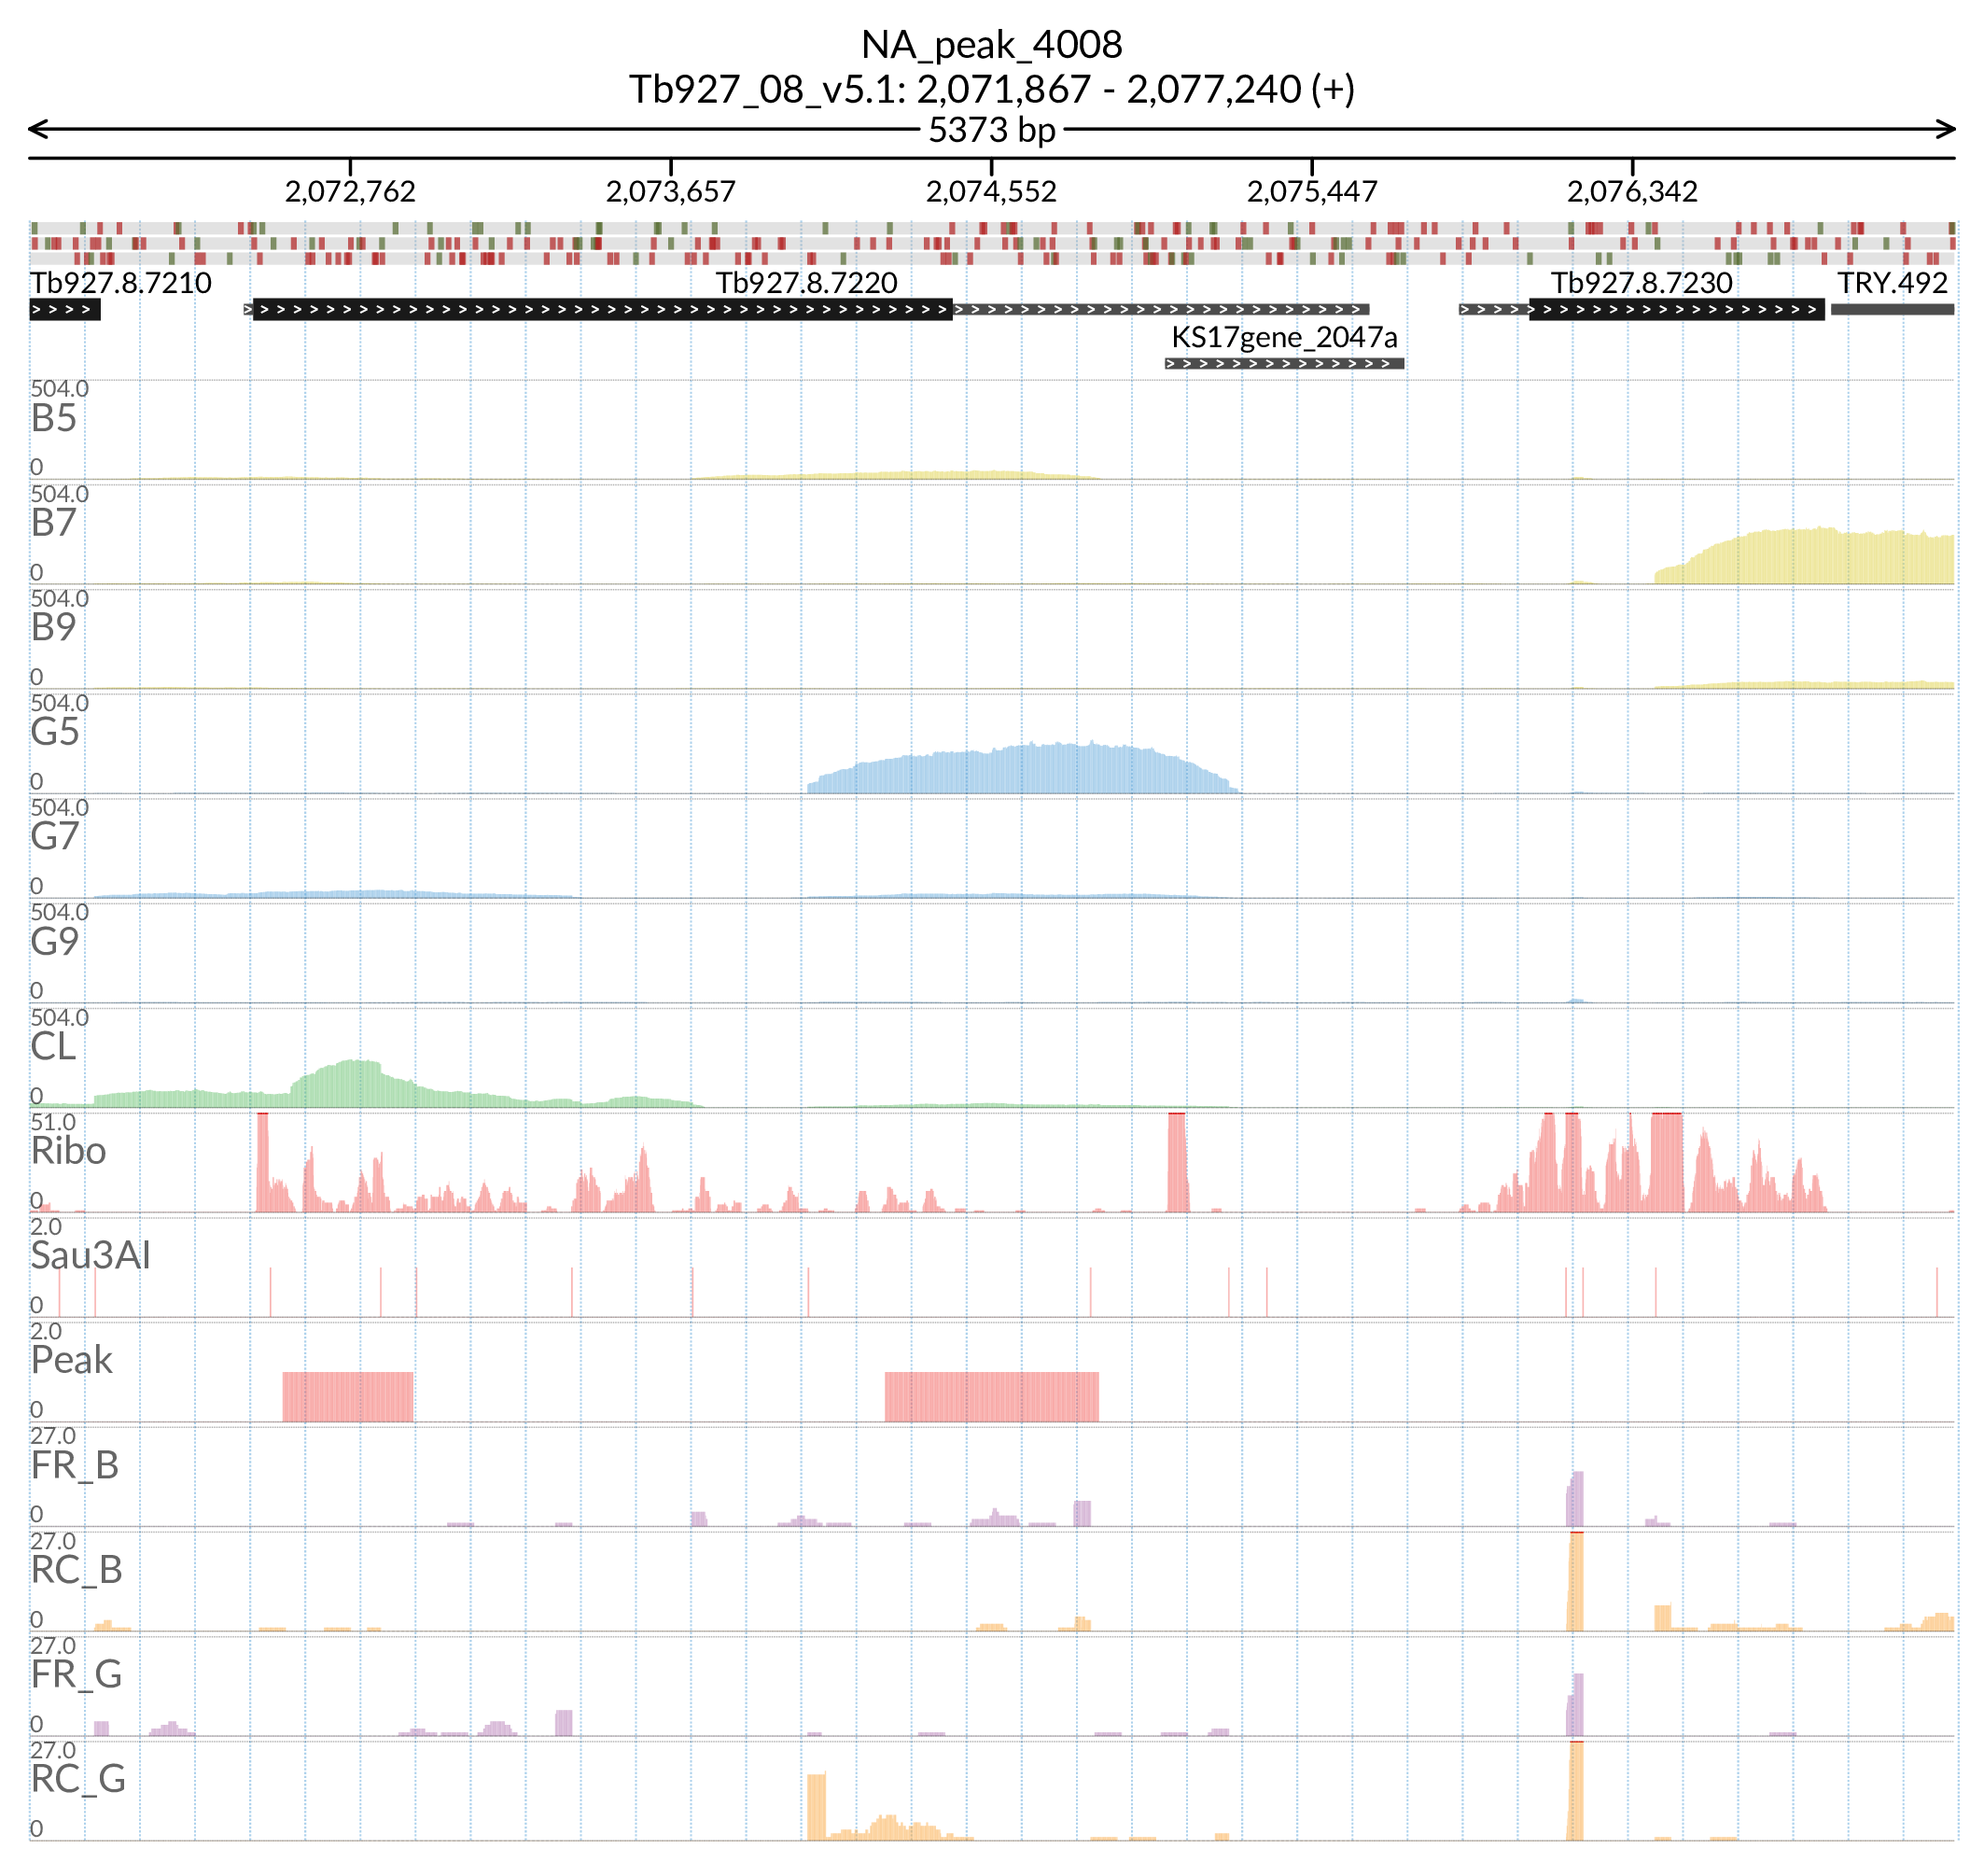 NA_peak_4008
Tb927_08_v5.1: 2,071,867 - 2,077,240 (+)
5373 bp
2,072,762 2,073,657 2,074,552 2,075,447 2,076,342
Tb927.8.7210 Tb927.8.7220 Tb927.8.7230 TRY.492
KS17gene_2047a
504.0
B5
0
504.0
B7
0
504.0
B9
0
504.0
G5
0
504.0
G7
0
504.0
G9
0
504.0
CL
0
51.0
Ribo
0
2.0
Sau3AI
0
2.0
Peak
0
27.0
FR_B
0
27.0
RC_B
0
27.0
FR_G
0
27.0
RC_G
0